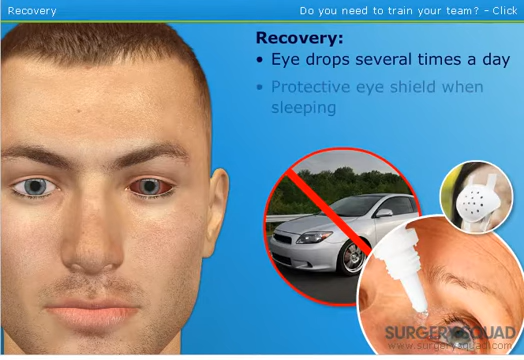 Recovery
Do you need to train your team? – Click
Recovery:
• Eye drops several times a day
• Protective eye shield when
sleeping
SURGERYSQUAD
www.surgerysquad.com